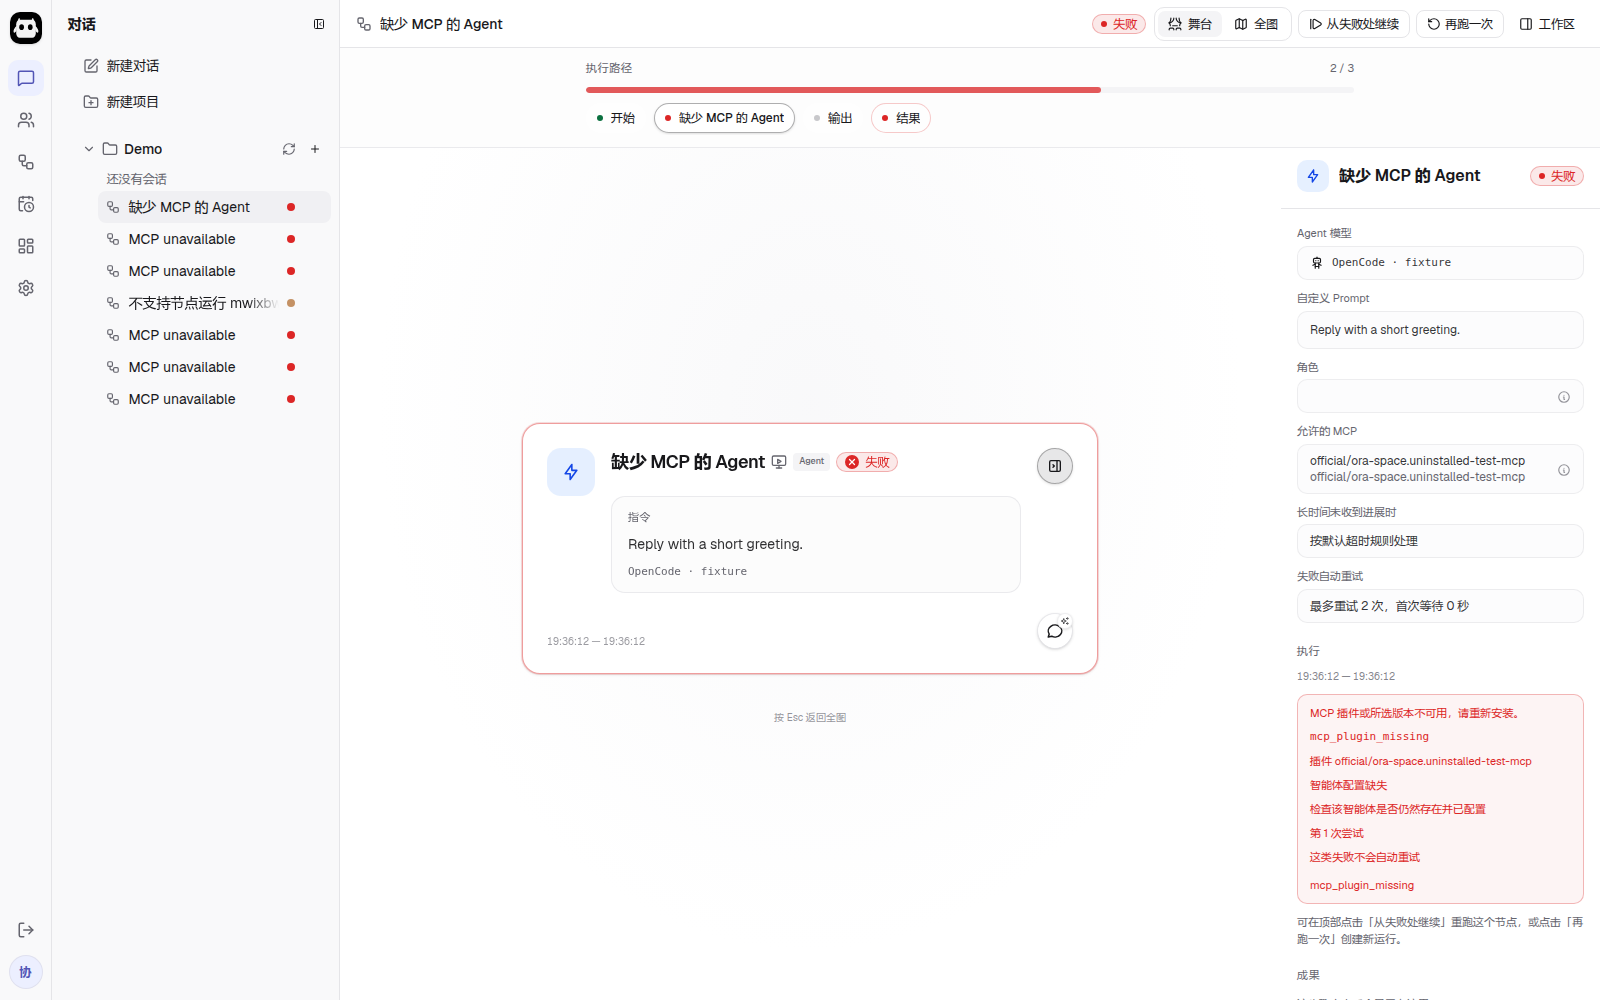 对话
新建对话
新建项目
Demo
还没有会话
缺少 MCP 的 Agent
MCP unavailable
MCP unavailable
不支持节点运行 mwixbw
MCP unavailable
MCP unavailable
MCP unavailable
协
缺少 MCP 的 Agent
失败
舞台
全图
从失败处继续
再跑一次
工作区
执行路径
2 / 3
开始
缺少 MCP 的 Agent
输出
结果
缺少 MCP 的 Agent
Agent
失败
指令
Reply with a short greeting.
OpenCode · fixture
19:36:12 — 19:36:12
按 Esc 返回全图
缺少 MCP 的 Agent
失败
Agent 模型
OpenCode · fixture
自定义 Prompt
Reply with a short greeting.
角色
允许的 MCP
official/ora-space.uninstalled-test-mcp
official/ora-space.uninstalled-test-mcp
长时间未收到进展时
按默认超时规则处理
失败自动重试
最多重试 2 次，首次等待 0 秒
执行
19:36:12 — 19:36:12
MCP 插件或所选版本不可用，请重新安装。
mcp_plugin_missing
插件 official/ora-space.uninstalled-test-mcp
智能体配置缺失
检查该智能体是否仍然存在并已配置
第 1 次尝试
这类失败不会自动重试
mcp_plugin_missing
可在顶部点击「从失败处继续」重跑这个节点，或点击「再
跑一次」创建新运行。
成果